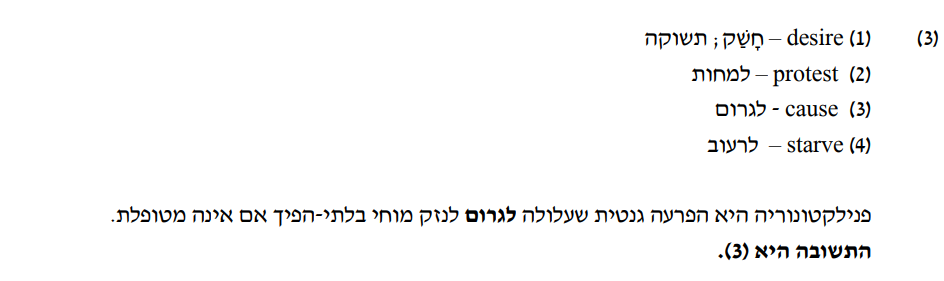 (3) (1) desire – חָשַׁק ; תשוקה
(2) protest – למחות
(3) cause - לגרום
(4) starve – לרעוב
פנילקטונוריה היא הפרעה גנטית שעלולה לגרום לנזק מוחי בלתי-הפיך אם אינה מטופלת.
התשובה היא (3).